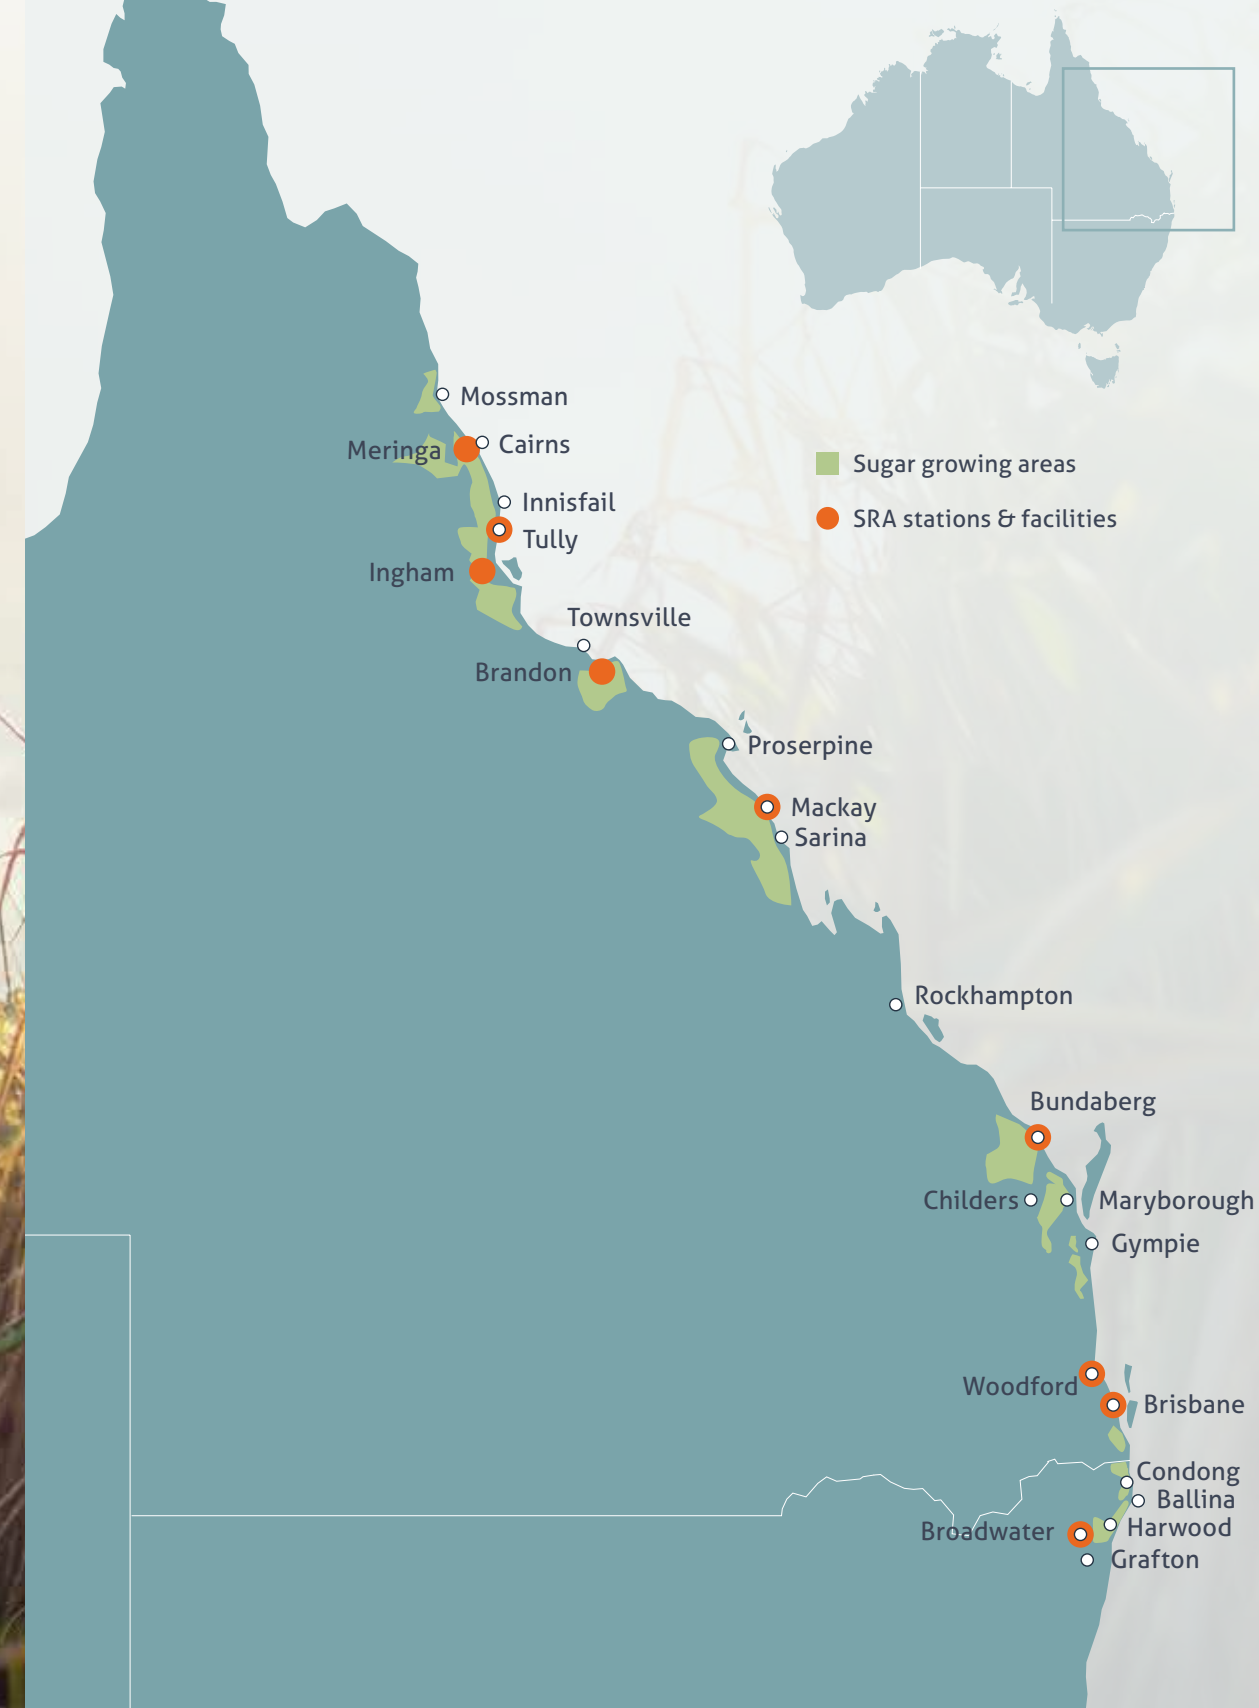 Mossman
Cairns
Meringa
Sugar growing areas
Innisfail
SRA stations & facilities
Tully
Ingham
Townsville
Brandon
Proserpine
Mackay
Sarina
Rockhampton
Bundaberg
Childers
Maryborough
Gympie
Woodford
Brisbane
Condong
Ballina
Harwood
Broadwater
Grafton